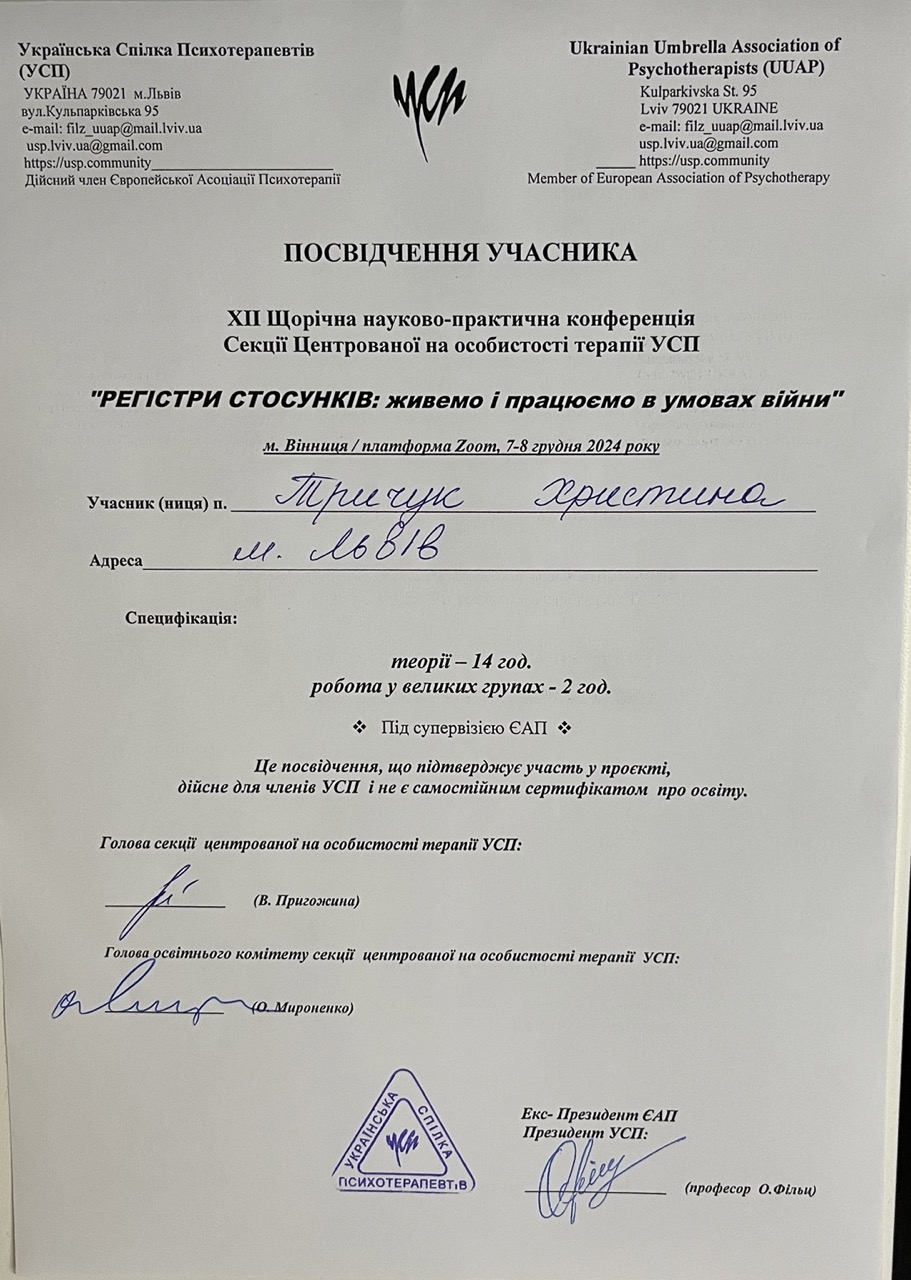 Українська Спілка Психотерапевтів
(УСП)
УКРАЇНА 79021 м.Львів
вул.Кульпарківська 95
e-mail: filz_uuap@mail.lviv.ua
usp.lviv.ua@gmail.com
https://usp.community
Дійсний член Європейської Асоціації Психотерапії
усп
Ukrainian Umbrella Association of
Psychotherapists (UUAP)
Kulparkivska St. 95
Lviv 79021 UKRAINE
e-mail: filz_uuap@mail.lviv.ua
usp.lviv.ua@gmail.com
https://usp.community
Member of European Association of Psychotherapy
ПОСВІДЧЕННЯ УЧАСНИКА
XII Щорічна науково-практична конференція
Секції Центрованої на особистості терапії УСП
"РЕГІСТРИ СТОСУНКІВ: живемо і працюємо в умовах війни"
м. Вінниця / платформа Zoom, 7-8 грудня 2024 року
Учасник (ниця) п. Тричук Христина
Адреса м. Львів
Специфікація:
теорії – 14 год.
робота у великих групах - 2 год.
❖ Під супервізією ЄАП ❖
Це посвідчення, що підтверджує участь у проєкті,
дійсне для членів УСП і не є самостійним сертифікатом про освіту.
Голова секції центрованої на особистості терапії УСП:
(В. Пригожина)
Голова освітнього комітету секції центрованої на особистості терапії УСП:
(О. Мироненко)
УКРАЇНСЬКА СПІЛКА
усп
ПСИХОТЕРАПЕВТІВ
Екс- Президент ЄАП
Президент УСП:
(професор О.Фільц)